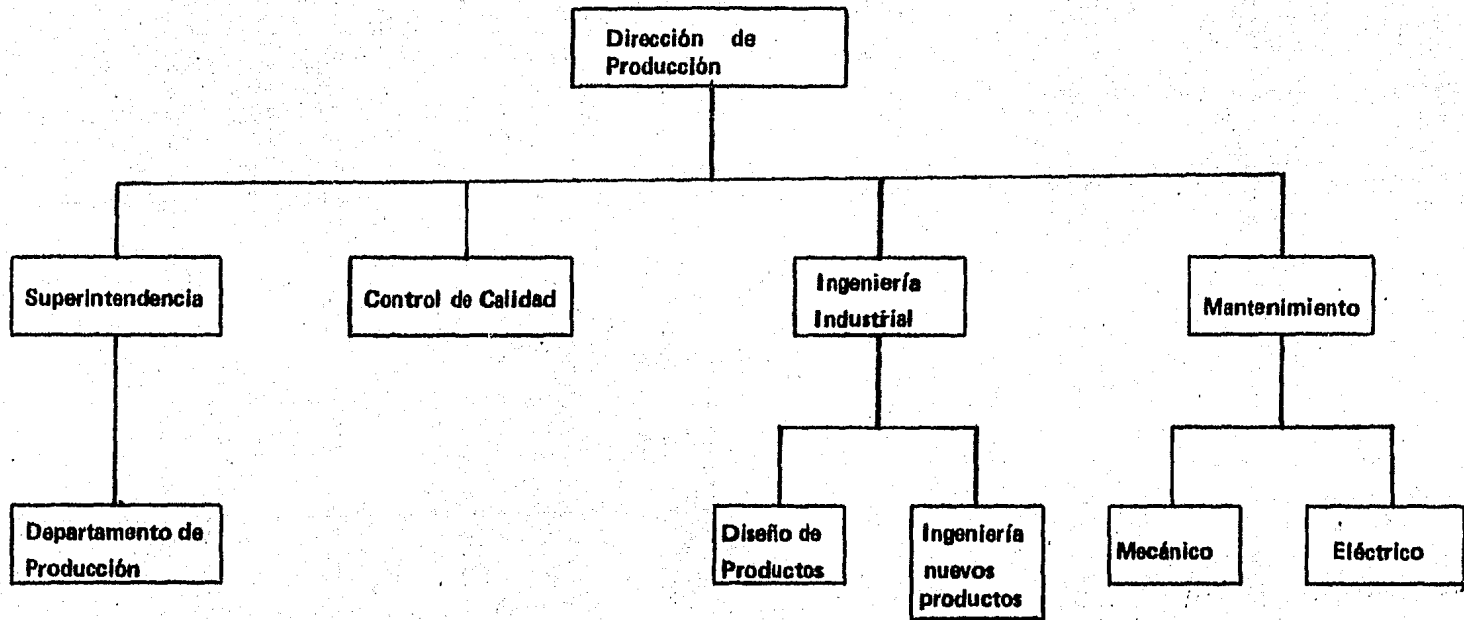 Dirección de
Producción
Superintendencia
Control de Calidad
Ingeniería
Industrial
Mantenimiento
Departamento de
Producción
Diseño de
Productos
Ingeniería
nuevos
productos
Mecánico
Eléctrico